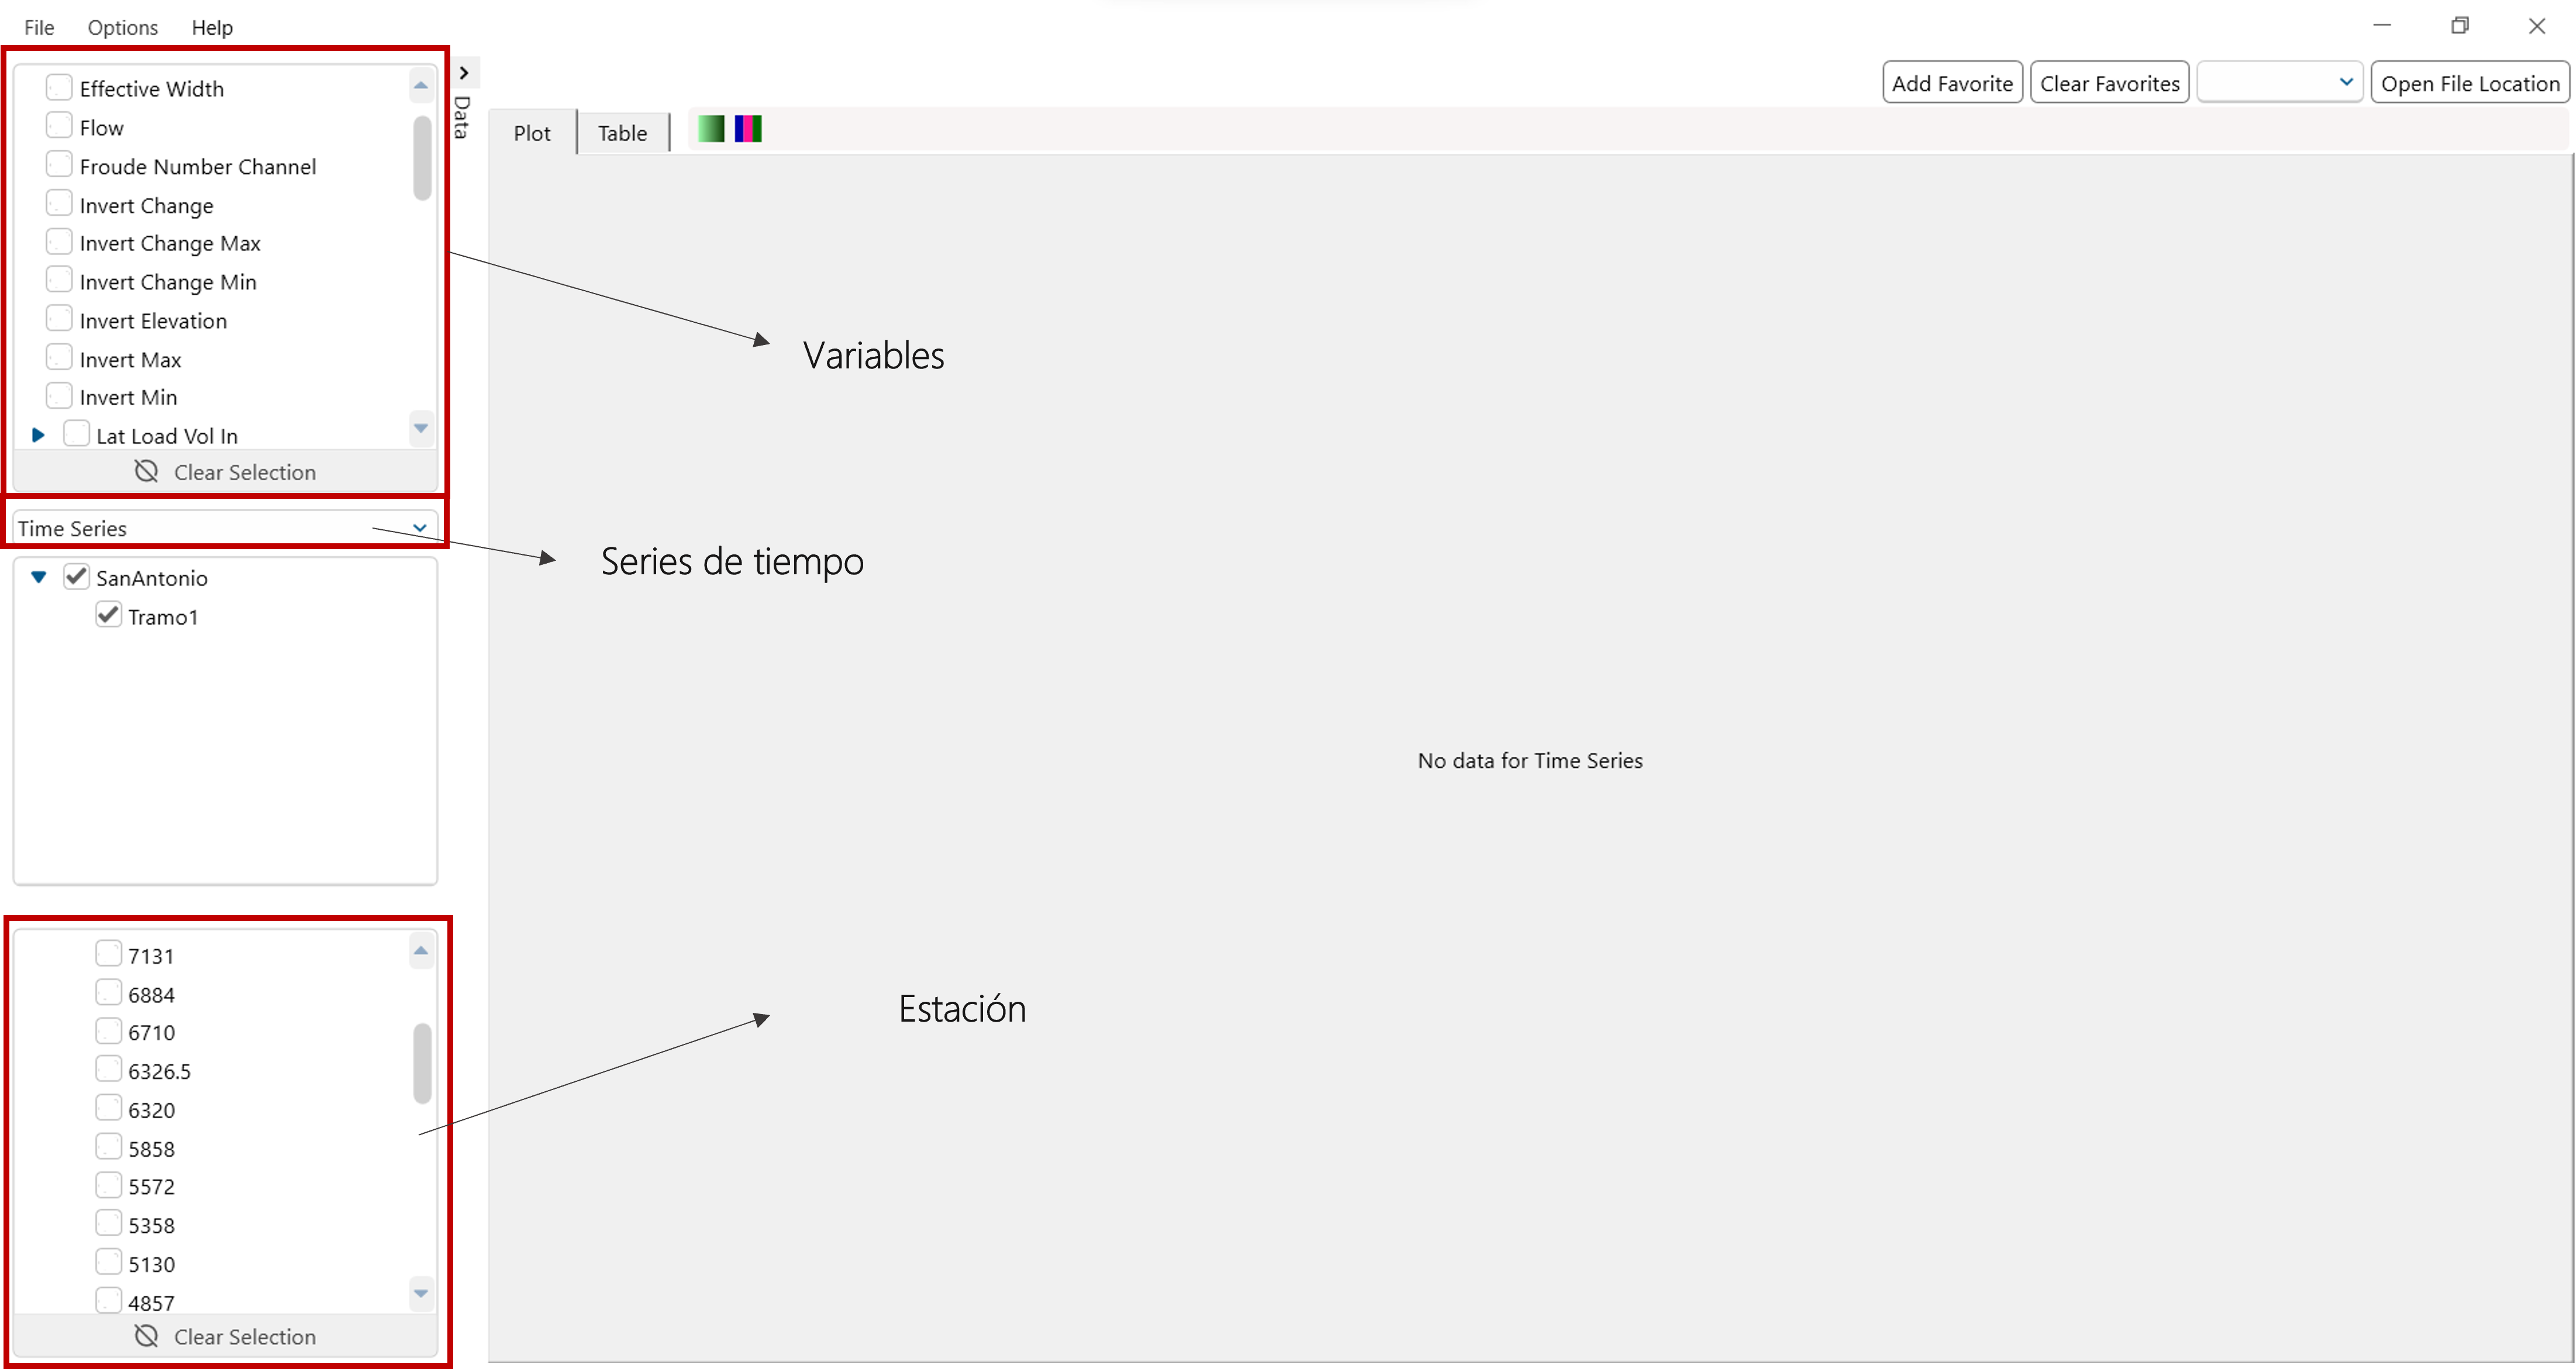 File Options Help
Add Favorite Clear Favorites Open File Location
Effective Width
Flow
Froude Number Channel
Invert Change
Invert Change Max
Invert Change Min
Invert Elevation
Invert Max
Invert Min
Lat Load Vol In
Clear Selection
Time Series
SanAntonio
Tramo1
7131
6884
6710
6326.5
6320
5858
5572
5358
5130
4857
Clear Selection
Data
Plot Table
Variables
Series de tiempo
No data for Time Series
Estación